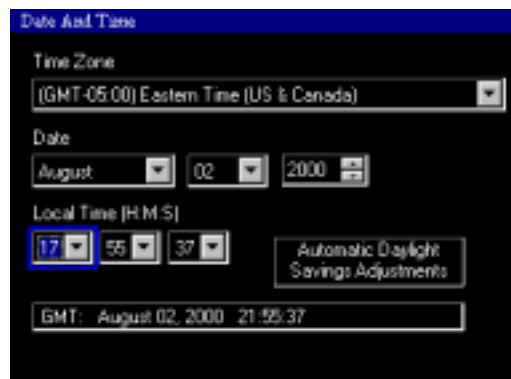 Date And Time
Time Zone
(GMT-05:00) Eastern Time (US & Canada)
Date
August 02 2000
Local Time (H:M:S)
17 55 37
Automatic Daylight
Savings Adjustments
GMT: August 02, 2000 21:55:37